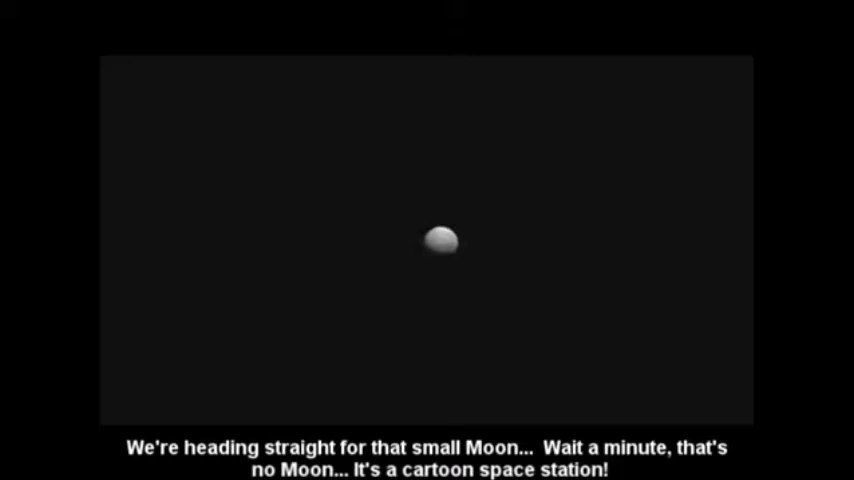 We're heading straight for that small Moon... Wait a minute, that's
no Moon... It's a cartoon space station!